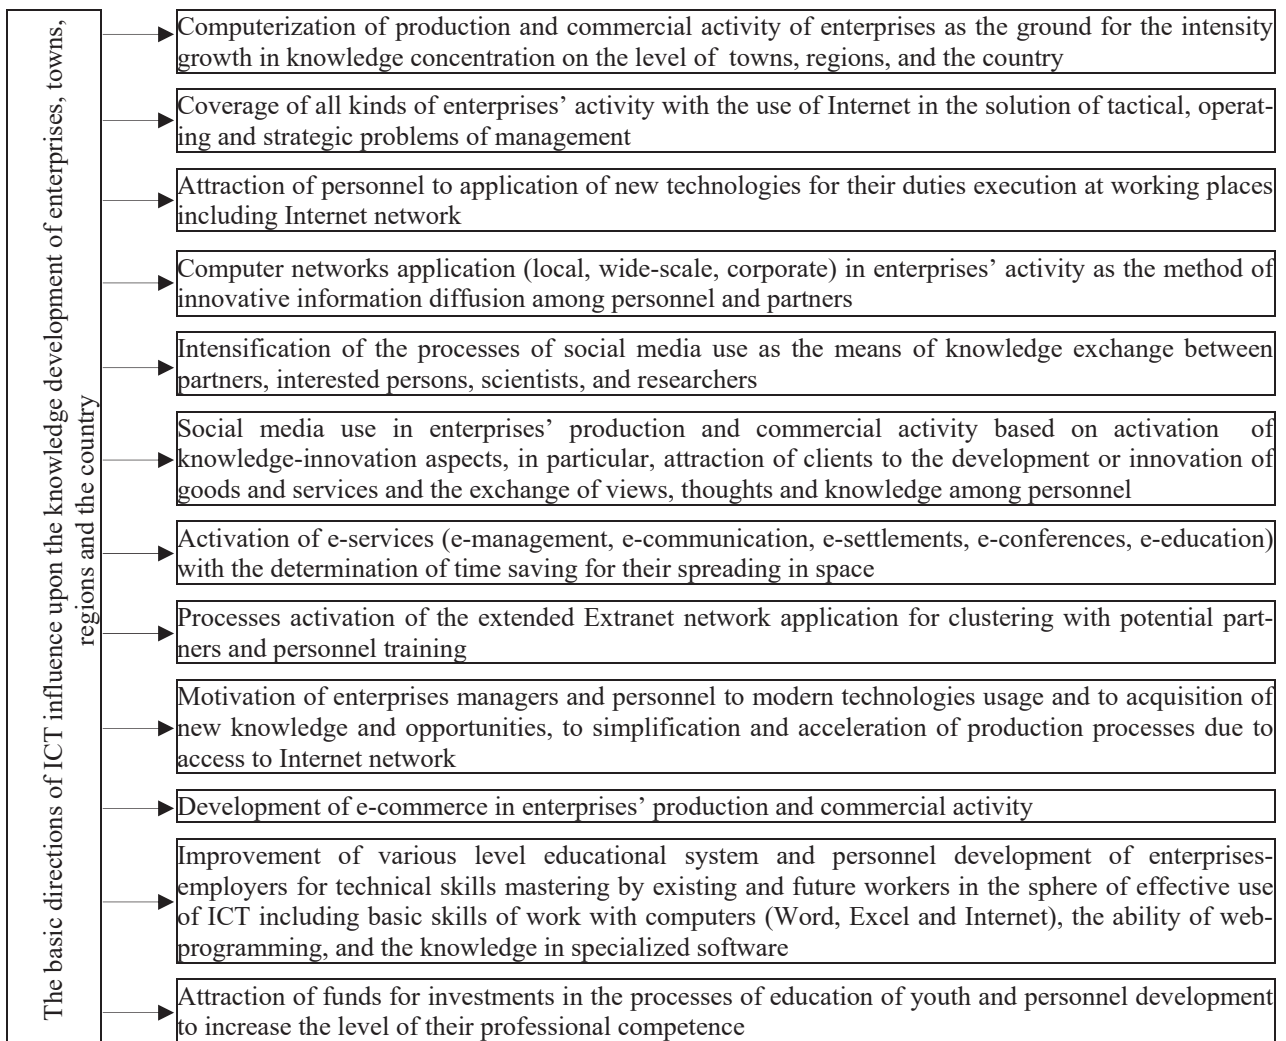 The basic directions of ICT influence upon the knowledge development of enterprises, towns,
regions and the country
Computerization of production and commercial activity of enterprises as the ground for the intensity
growth in knowledge concentration on the level of towns, regions, and the country
Coverage of all kinds of enterprises’ activity with the use of Internet in the solution of tactical, operat-
ing and strategic problems of management
Attraction of personnel to application of new technologies for their duties execution at working places
including Internet network
Computer networks application (local, wide-scale, corporate) in enterprises’ activity as the method of
innovative information diffusion among personnel and partners
Intensification of the processes of social media use as the means of knowledge exchange between
partners, interested persons, scientists, and researchers
Social media use in enterprises’ production and commercial activity based on activation of
knowledge-innovation aspects, in particular, attraction of clients to the development or innovation of
goods and services and the exchange of views, thoughts and knowledge among personnel
Activation of e-services (e-management, e-communication, e-settlements, e-conferences, e-education)
with the determination of time saving for their spreading in space
Processes activation of the extended Extranet network application for clustering with potential part-
ners and personnel training
Motivation of enterprises managers and personnel to modern technologies usage and to acquisition of
new knowledge and opportunities, to simplification and acceleration of production processes due to
access to Internet network
Development of e-commerce in enterprises’ production and commercial activity
Improvement of various level educational system and personnel development of enterprises-
employers for technical skills mastering by existing and future workers in the sphere of effective use
of ICT including basic skills of work with computers (Word, Excel and Internet), the ability of web-
programming, and the knowledge in specialized software
Attraction of funds for investments in the processes of education of youth and personnel development
to increase the level of their professional competence